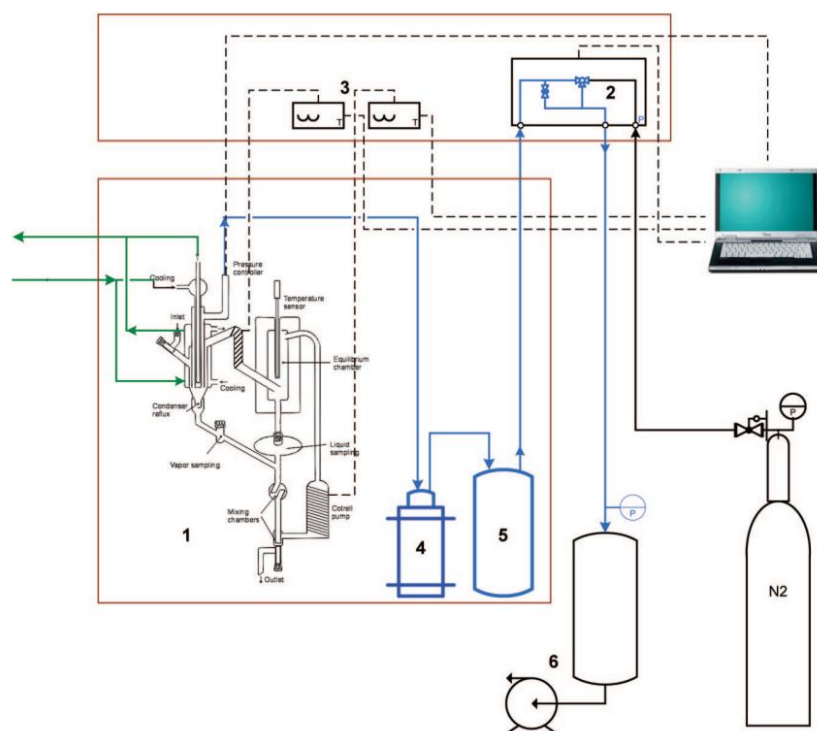 2
P
3
T
T
Cooling
Pressure
controller
Temperature
sensor
Inlet
Equilibrium
chamber
Cooling
Condenser
reflux
Liquid
sampling
Vapor sampling
Mixing
chambers
Cotrell
pump
1
Outlet
4
5
P
P
N2
6